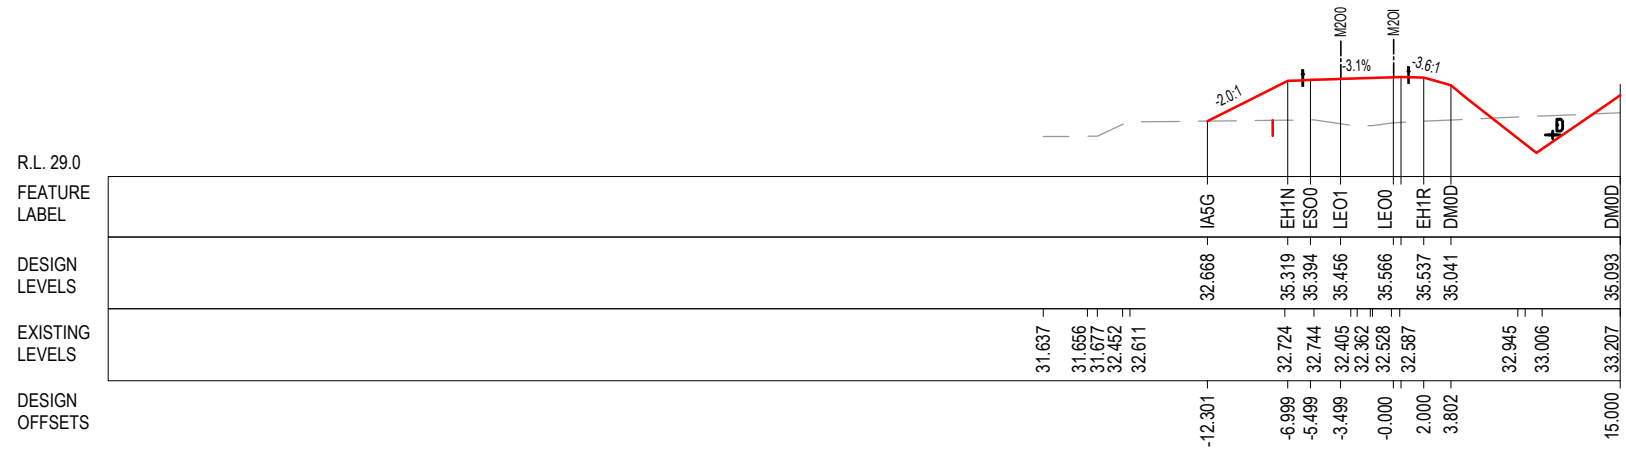 M2O0
M2OI
-2.0:1
-3.1%
-3.6:1
D
R.L. 29.0
FEATURE
LABEL
IA5G
EH1N
ESO0
LEO1
LEO0
EH1R
DM0D
DM0D
DESIGN
LEVELS
32.668
35.319
35.394
35.456
35.566
35.537
35.041
35.093
EXISTING
LEVELS
31.637
31.656
31.677
32.452
32.611
32.724
32.744
32.405
32.362
32.528
32.587
32.945
33.006
33.207
DESIGN
OFFSETS
-12.301
-6.999
-5.499
-3.499
-0.000
2.000
3.802
15.000